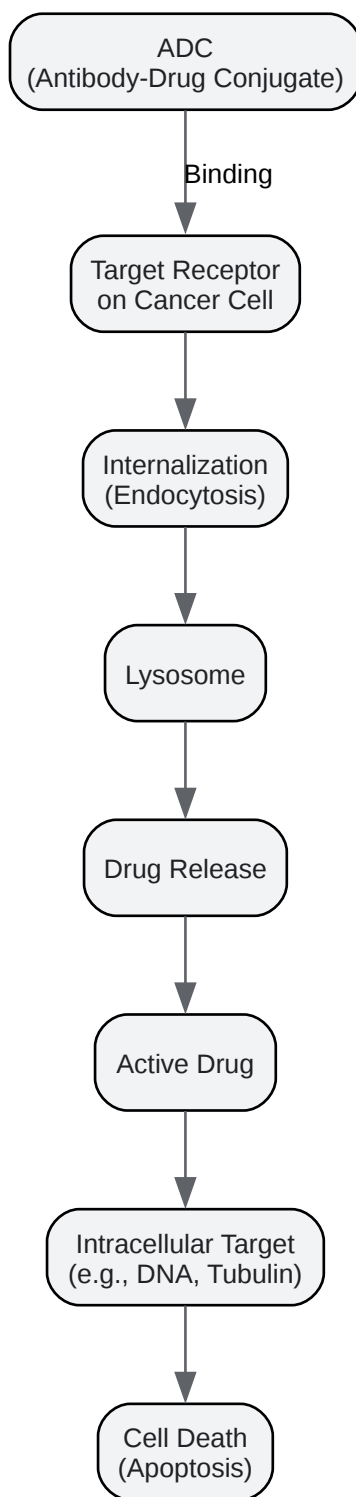 ADC
(Antibody-Drug Conjugate)
Binding
Target Receptor
on Cancer Cell
Internalization
(Endocytosis)
Lysosome
Drug Release
Active Drug
Intracellular Target
(e.g., DNA, Tubulin)
Cell Death
(Apoptosis)